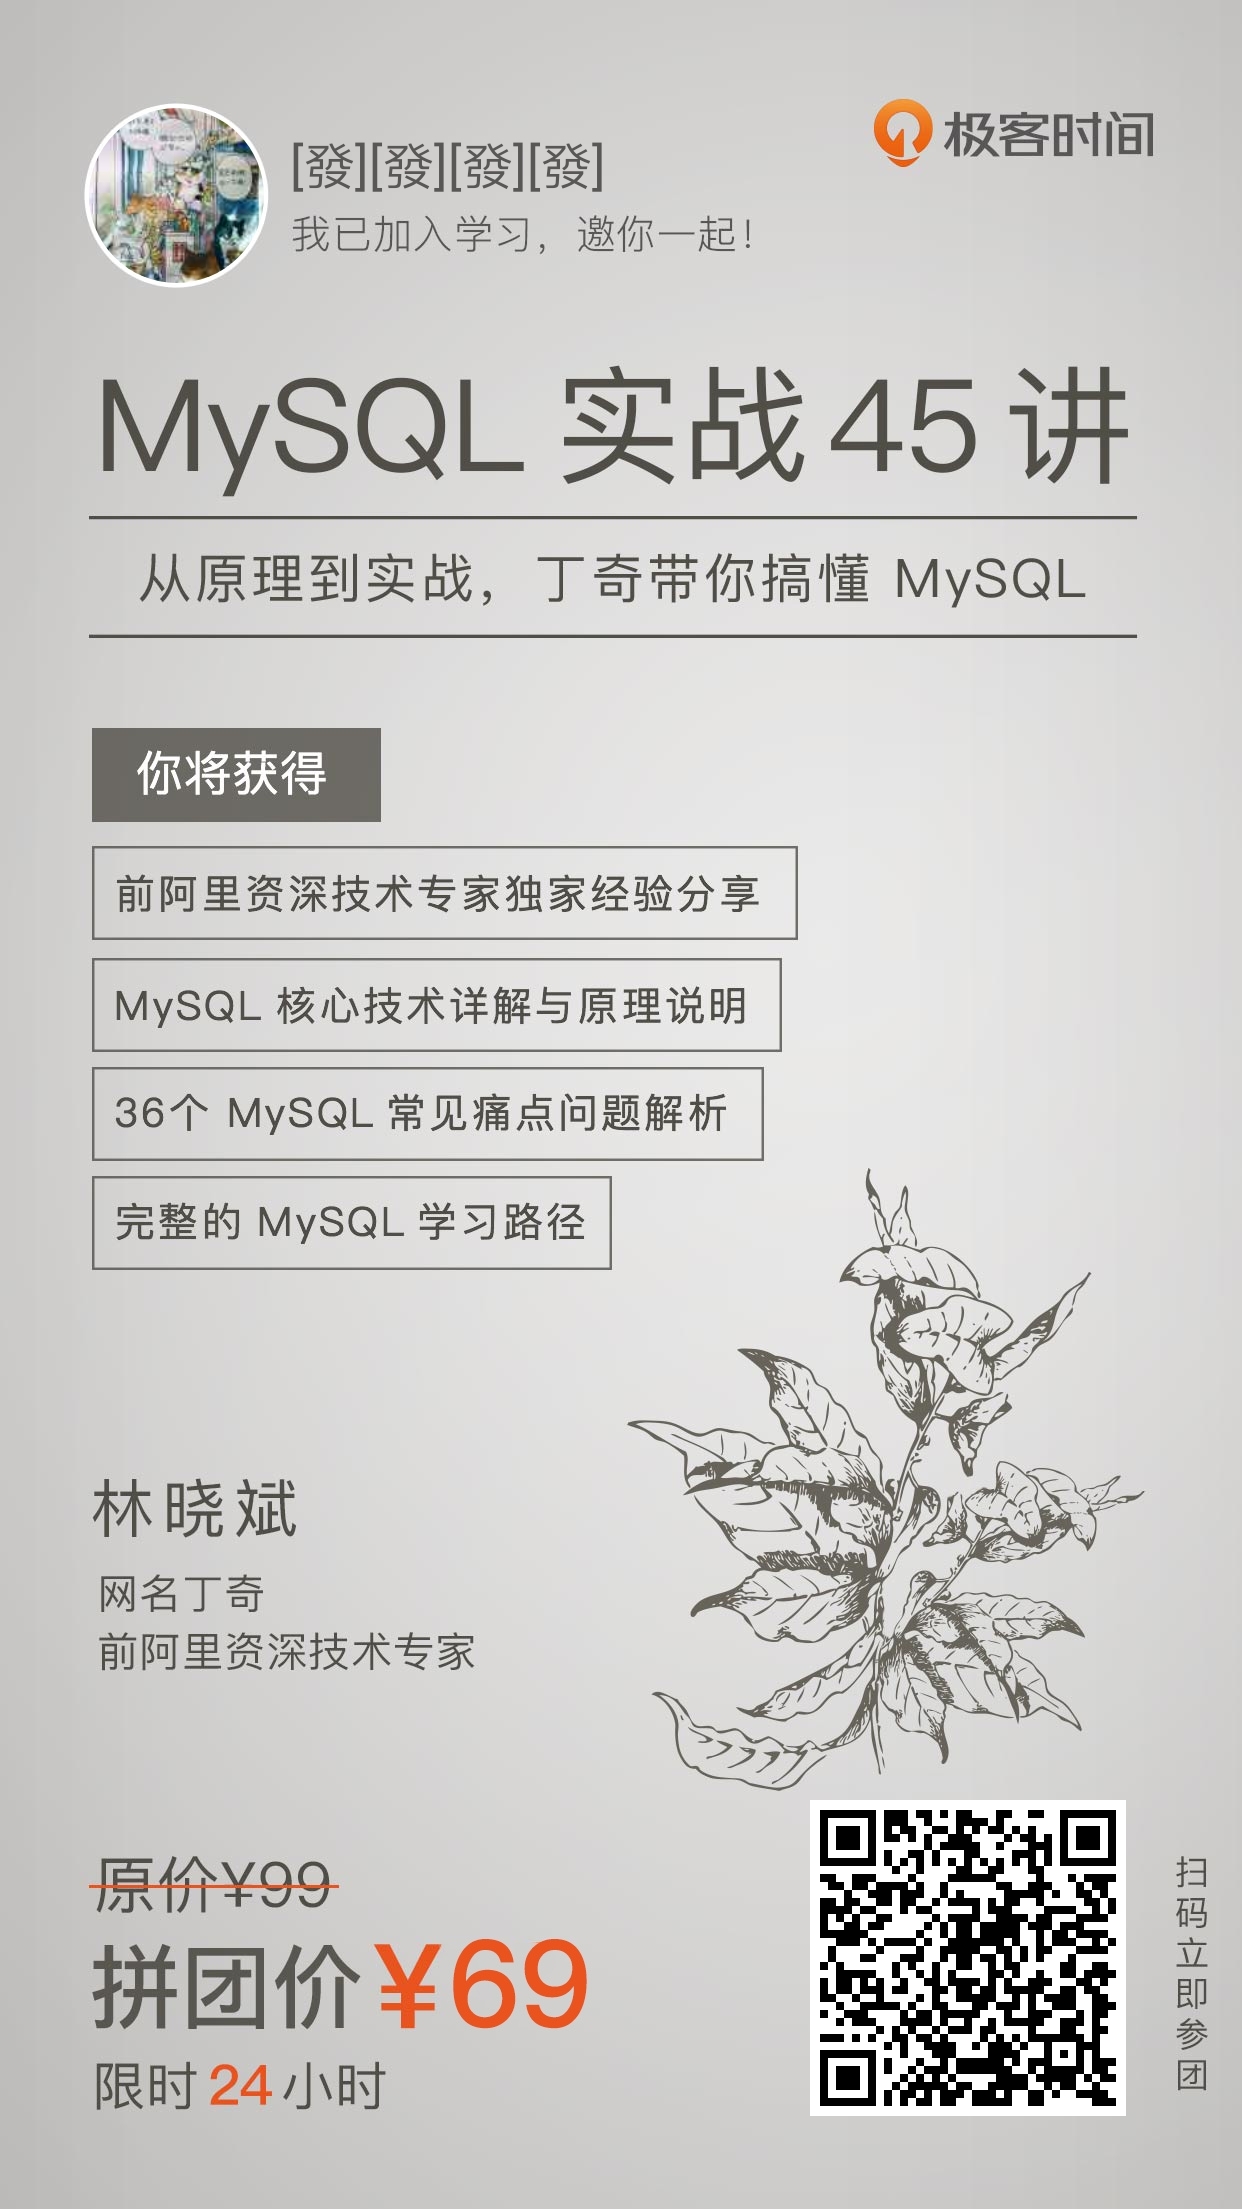 [發][發][發][發]
我已加入学习，邀你一起！
极客时间
MySQL 实战 45 讲
从原理到实战，丁奇带你搞懂 MySQL
你将获得
前阿里资深技术专家独家经验分享
MySQL 核心技术详解与原理说明
36个 MySQL 常见痛点问题解析
完整的 MySQL 学习路径
林晓斌
网名丁奇
前阿里资深技术专家
原价¥99
拼团价¥69
限时 24 小时
扫码立即参团